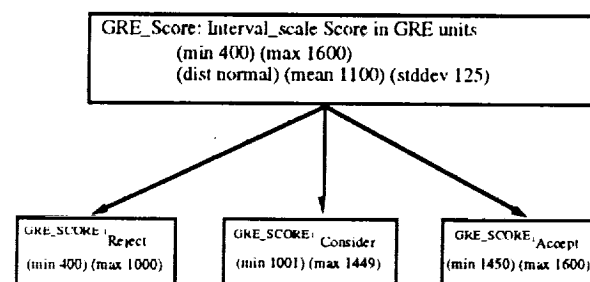 GRE_Score: Interval_scale Score in GRE units
(min 400) (max 1600)
(dist normal) (mean 1100) (stddev 125)
GRE_SCORE: Reject
(min 400) (max 1000)
GRE_SCORE: Consider
(min 1001) (max 1449)
GRE_SCORE: Accept
(min 1450) (max 1600)